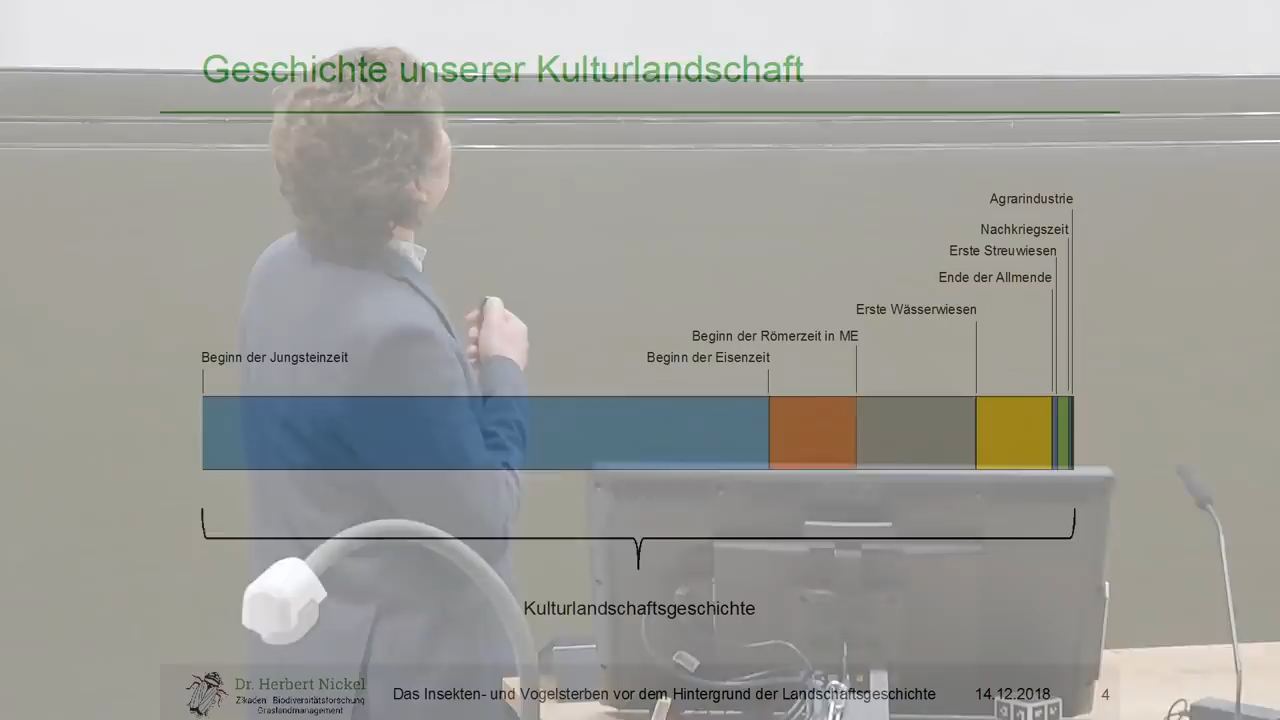 Geschichte unserer Kulturlandschaft
Agrarindustrie
Nachkriegszeit
Erste Streuwiesen
Ende der Allmende
Erste Wässerwiesen
Beginn der Römerzeit in ME
Beginn der Jungsteinzeit
Beginn der Eisenzeit
Kulturlandschaftsgeschichte
Dr. Herbert Nickel
Zikaden Biodiversitätsforschung
Graslandmanagement
Das Insekten- und Vogelsterben vor dem Hintergrund der Landschaftsgeschichte
14.12.2018
4